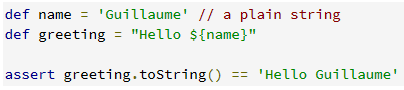 def name = 'Guillaume' // a plain string
def greeting = "Hello ${name}"
assert greeting.toString() == 'Hello Guillaume'